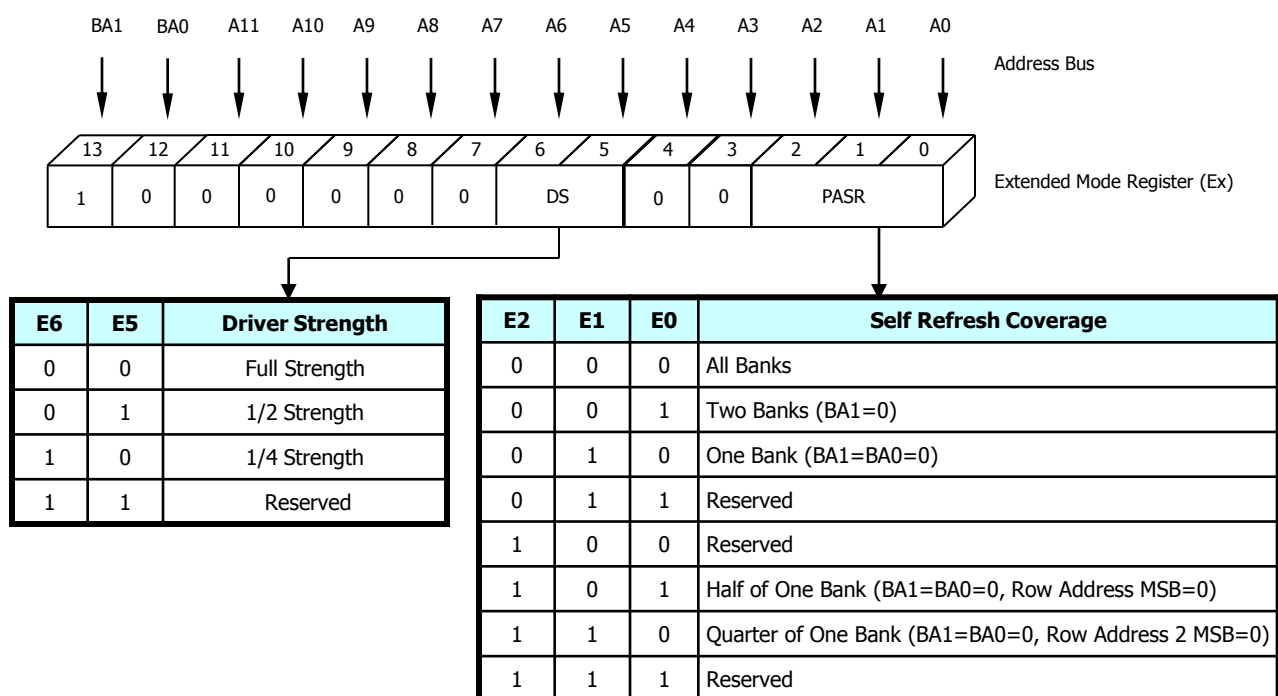 BA1 BA0 A11 A10 A9 A8 A7 A6 A5 A4 A3 A2 A1 A0
Address Bus
13 12 11 10 9 8 7 6 5 4 3 2 1 0
1 0 0 0 0 0 0 DS 0 0 PASR
Extended Mode Register (Ex)
E6 E5 Driver Strength
0 0 Full Strength
0 1 1/2 Strength
1 0 1/4 Strength
1 1 Reserved
E2 E1 E0 Self Refresh Coverage
0 0 0 All Banks
0 0 1 Two Banks (BA1=0)
0 1 0 One Bank (BA1=BA0=0)
0 1 1 Reserved
1 0 0 Reserved
1 0 1 Half of One Bank (BA1=BA0=0, Row Address MSB=0)
1 1 0 Quarter of One Bank (BA1=BA0=0, Row Address 2 MSB=0)
1 1 1 Reserved